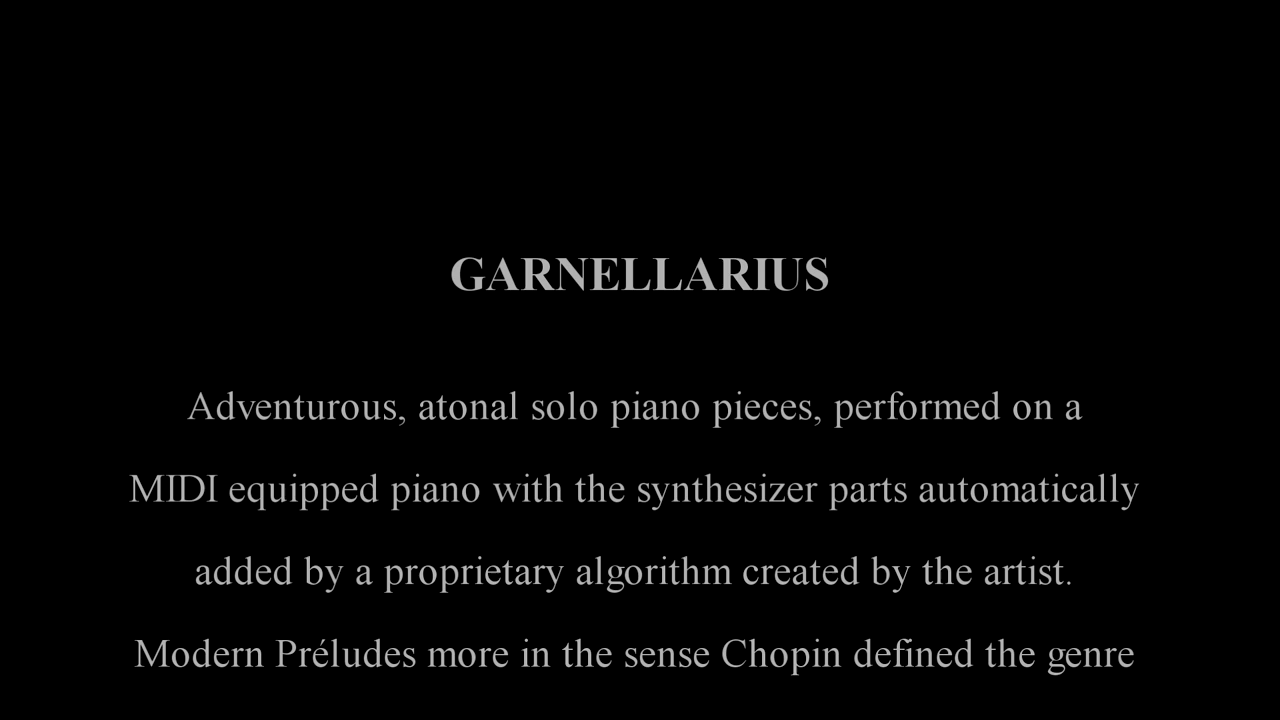 GARNELLARIUS
Adventurous, atonal solo piano pieces, performed on a
MIDI equipped piano with the synthesizer parts automatically
added by a proprietary algorithm created by the artist.
Modern Préludes more in the sense Chopin defined the genre